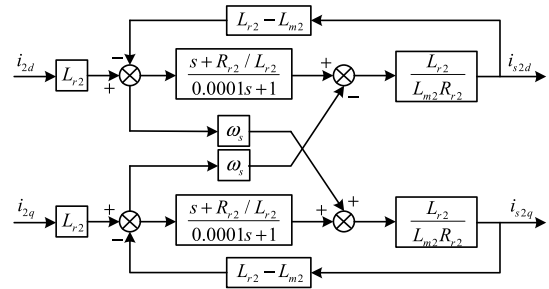 L_{r2} − L_{m2}
i_{2d}
L_{r2}
−
+
s + R_{r2} / L_{r2}
0.0001s + 1
+
−
L_{r2}
L_{m2} R_{r2}
i_{s2d}
ω_s
ω_s
i_{2q}
L_{r2}
+
−
s + R_{r2} / L_{r2}
0.0001s + 1
+
+
L_{r2}
L_{m2} R_{r2}
i_{s2q}
L_{r2} − L_{m2}